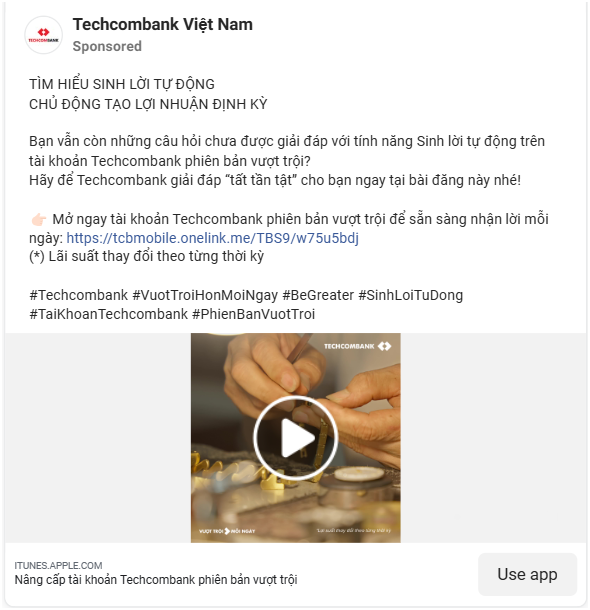 TECHCOMBANK
Techcombank Việt Nam
Sponsored
TÌM HIỂU SINH LỜI TỰ ĐỘNG
CHỦ ĐỘNG TẠO LỢI NHUẬN ĐỊNH KỲ
Bạn vẫn còn những câu hỏi chưa được giải đáp với tính năng Sinh lời tự động trên
tài khoản Techcombank phiên bản vượt trội?
Hãy để Techcombank giải đáp “tất tần tật” cho bạn ngay tại bài đăng này nhé!
👉🏻 Mở ngay tài khoản Techcombank phiên bản vượt trội để sẵn sàng nhận lời mỗi
ngày: https://tcbmobile.onelink.me/TBS9/w75u5bdj
(*) Lãi suất thay đổi theo từng thời kỳ
#Techcombank #VuotTroiHonMoiNgay #BeGreater #SinhLoiTuDong
#TaiKhoanTechcombank #PhienBanVuotTroi
TECHCOMBANK
VƯỢT TRỘI MỖI NGÀY
*Lãi suất thay đổi theo từng thời kỳ
ITUNES.APPLE.COM
Nâng cấp tài khoản Techcombank phiên bản vượt trội
Use app